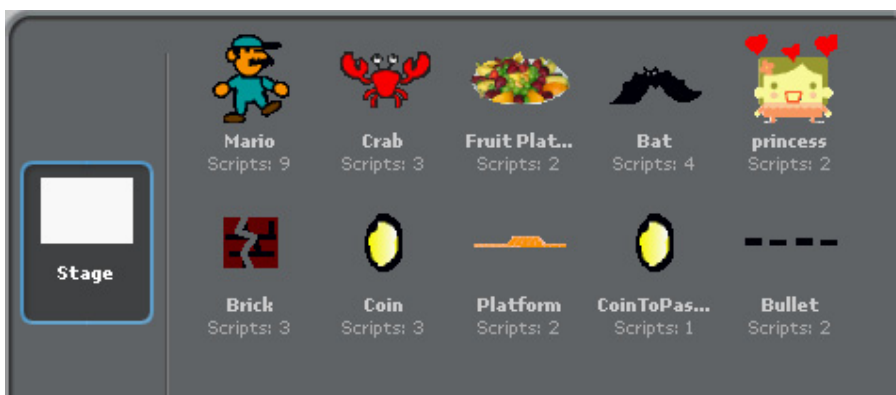 Mario
Scripts: 9
Crab
Scripts: 3
Fruit Plat...
Scripts: 2
Bat
Scripts: 4
princess
Scripts: 2
Stage
Brick
Scripts: 3
Coin
Scripts: 3
Platform
Scripts: 2
CoinToPas...
Scripts: 1
Bullet
Scripts: 2